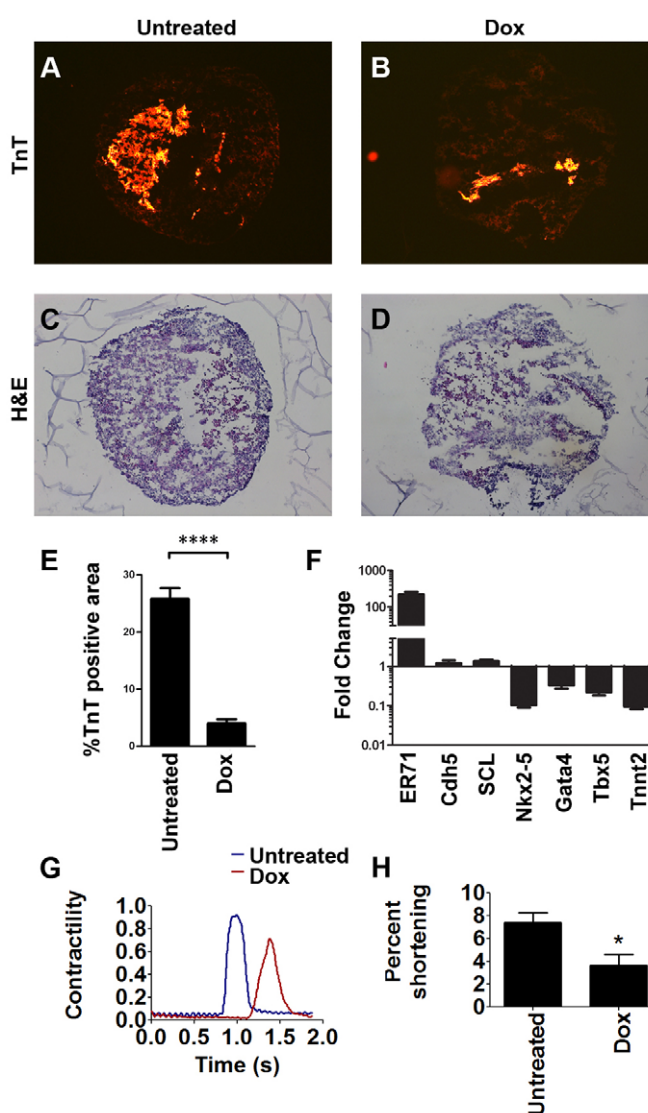 Untreated Dox
A B
TnT
C D
H&E
E F
****
%TnT positive area
30
20
10
0
Untreated
Dox
Fold Change
1000
100
1
0.1
0.01
ER71
Cdh5
SCL
Nkx2-5
Gata4
Tbx5
Tnnt2
G
Untreated
Dox
Contractility
1.0
0.8
0.6
0.4
0.2
0.0
0.0 0.5 1.0 1.5 2.0
Time (s)
H
Percent
shortening
10
8
6
4
2
0
*
Untreated
Dox